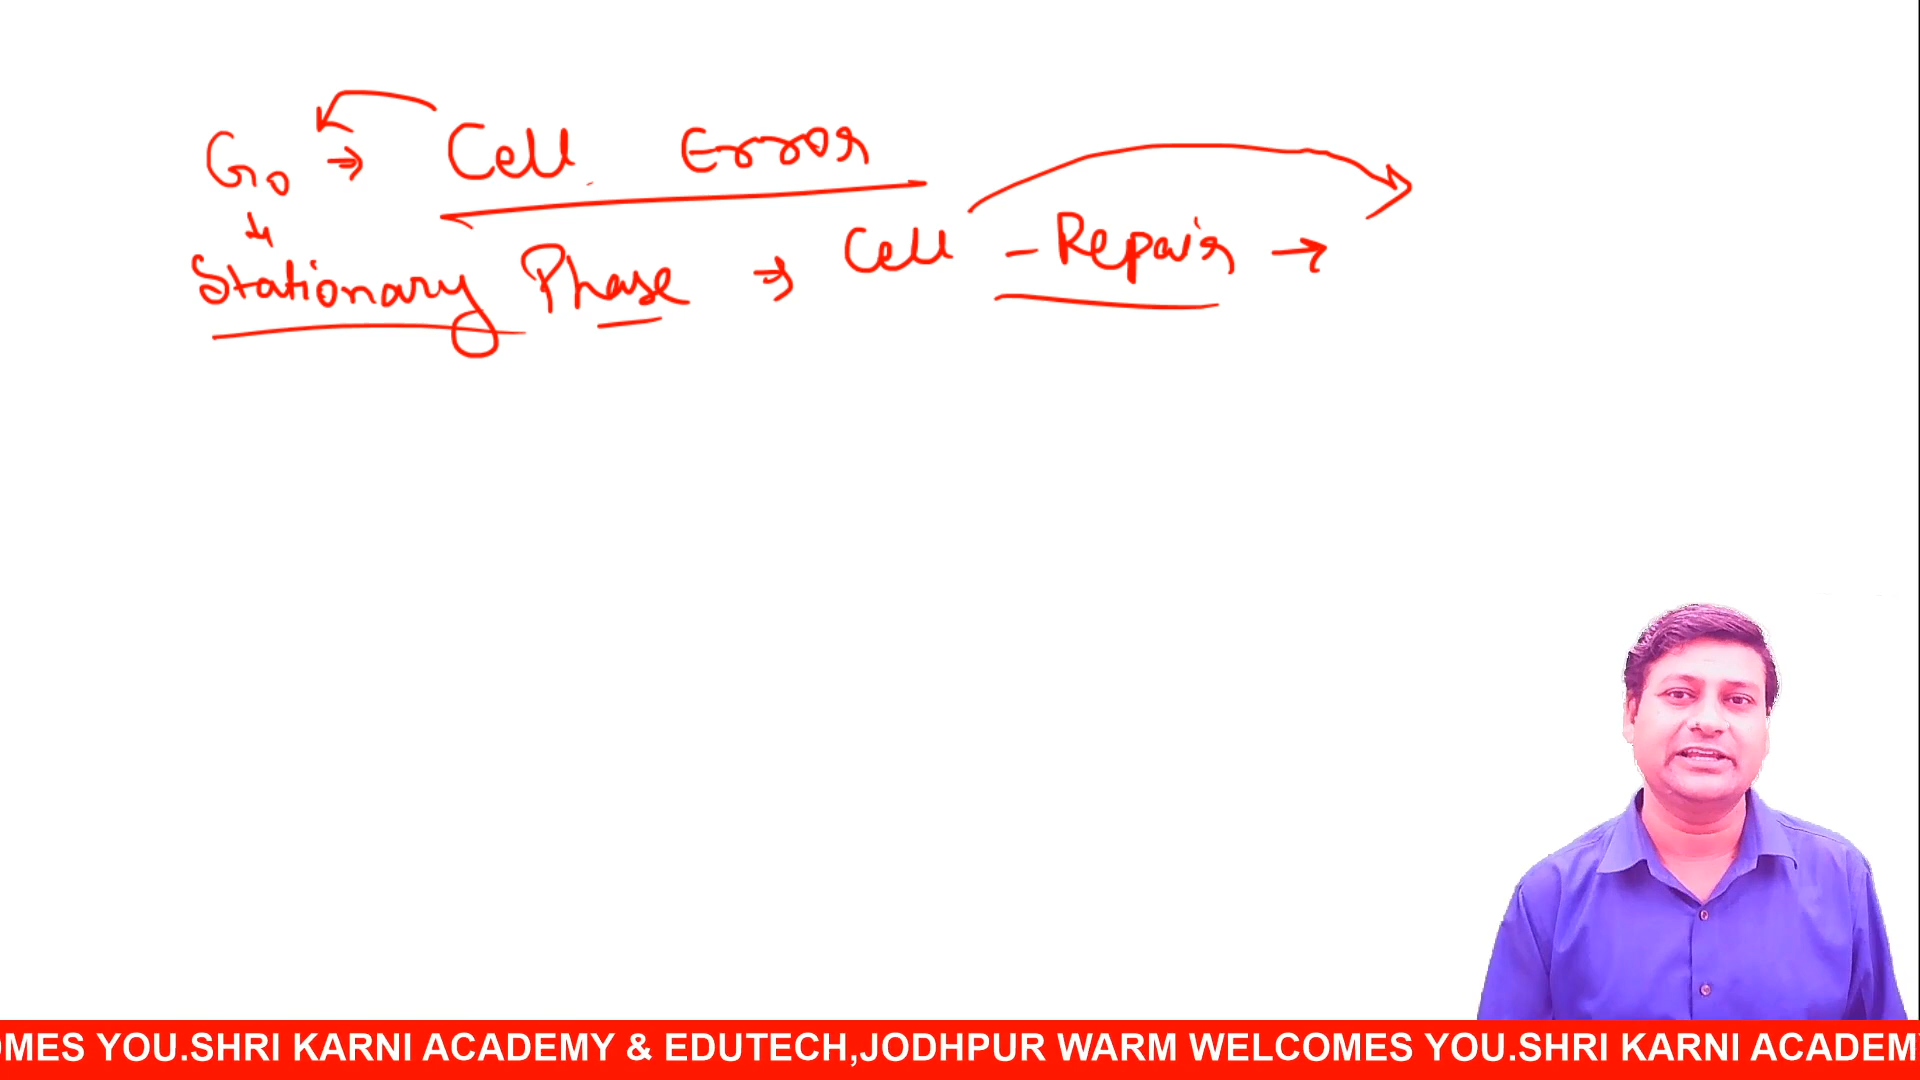 G0 → Cell Error
Stationary Phase → Cell - Repair →
OMES YOU.SHRI KARNI ACADEMY & EDUTECH,JODHPUR WARM WELCOMES YOU.SHRI KARNI ACADEM